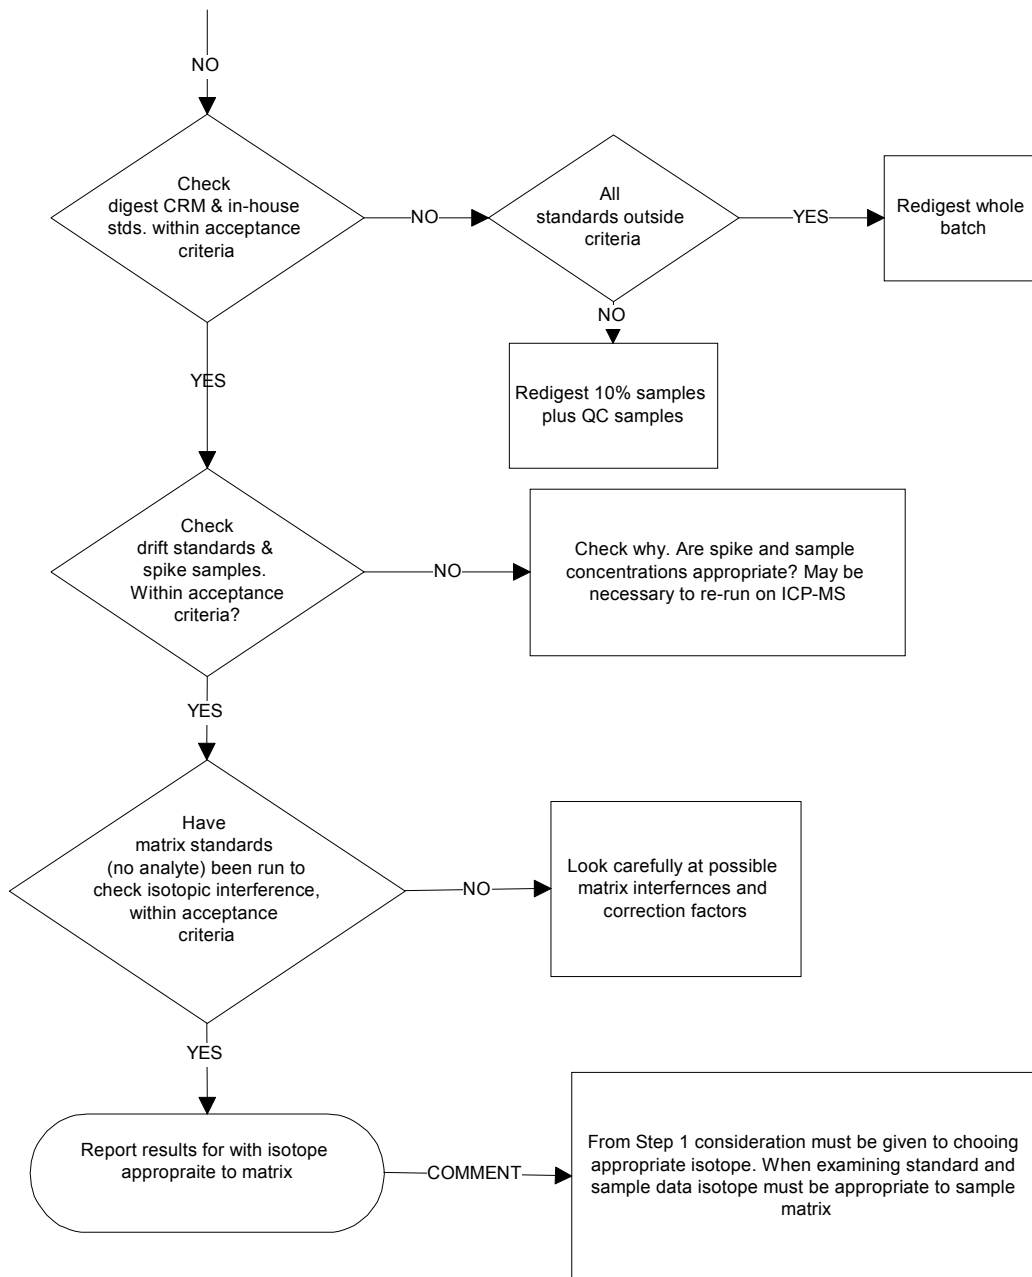 NO
Check
digest CRM & in-house
stds. within acceptance
criteria
NO
All
standards outside
criteria
YES
Redigest whole
batch
NO
Redigest 10% samples
plus QC samples
YES
Check
drift standards &
spike samples.
Within acceptance
criteria?
NO
Check why. Are spike and sample
concentrations appropriate? May be
necessary to re-run on ICP-MS
YES
Have
matrix standards
(no analyte) been run to
check isotopic interference,
within acceptance
criteria
NO
Look carefully at possible
matrix interfernces and
correction factors
YES
Report results for with isotope
appropraite to matrix
COMMENT
From Step 1 consideration must be given to chooing
appropriate isotope. When examining standard and
sample data isotope must be appropriate to sample
matrix